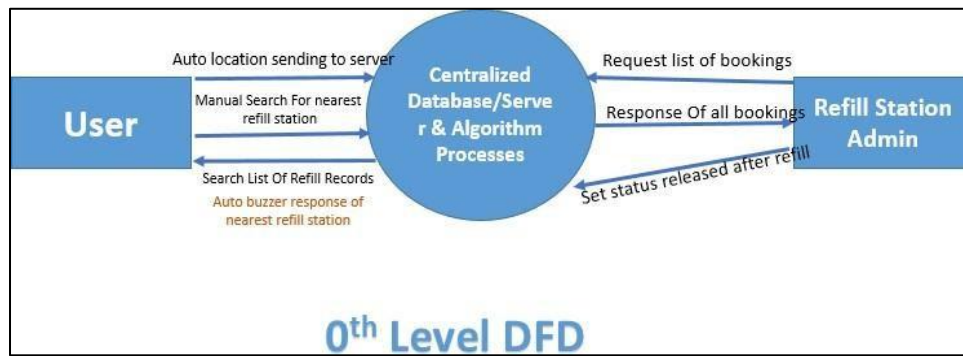 User
Auto location sending to server
Manual Search For nearest
refill station
Search List Of Refill Records
Auto buzzer response of
nearest refill station
Centralized
Database/Serve
r & Algorithm
Processes
Request list of bookings
Response Of all bookings
Set status released after refill
Refill Station
Admin
0th Level DFD